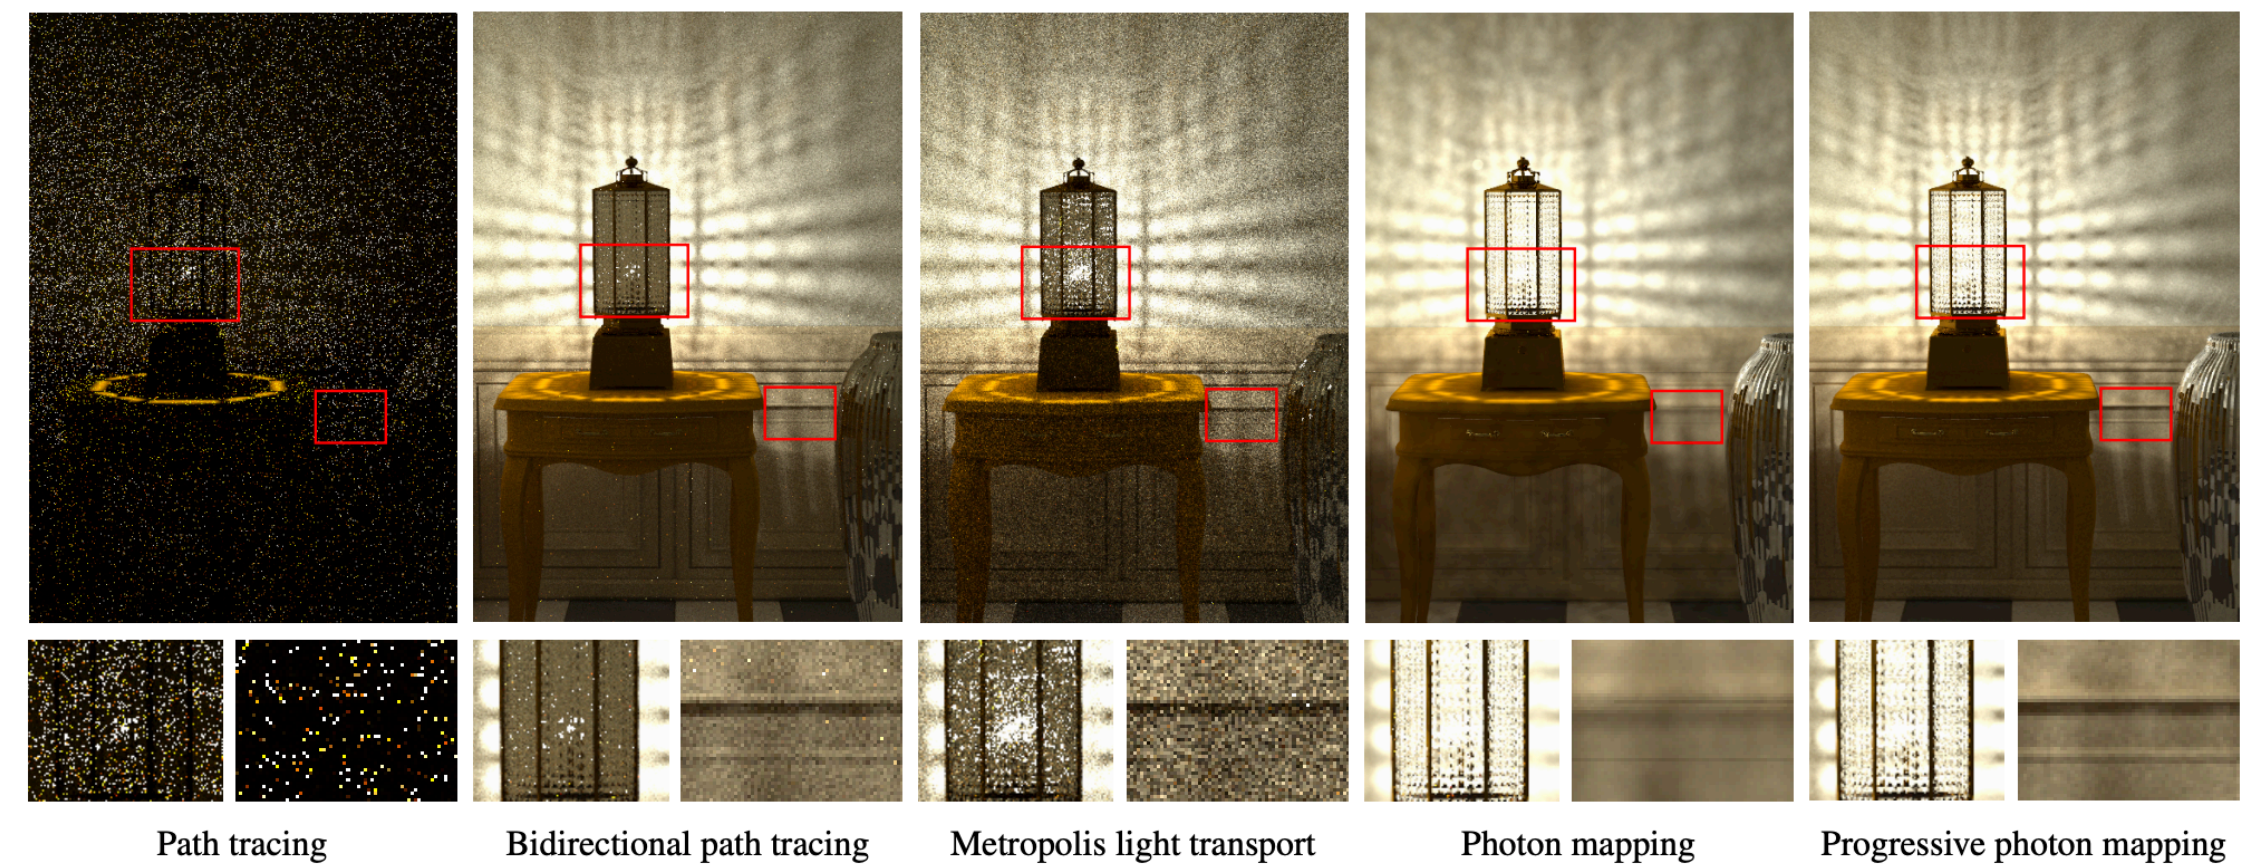 Path tracing
Bidirectional path tracing
Metropolis light transport
Photon mapping
Progressive photon mapping